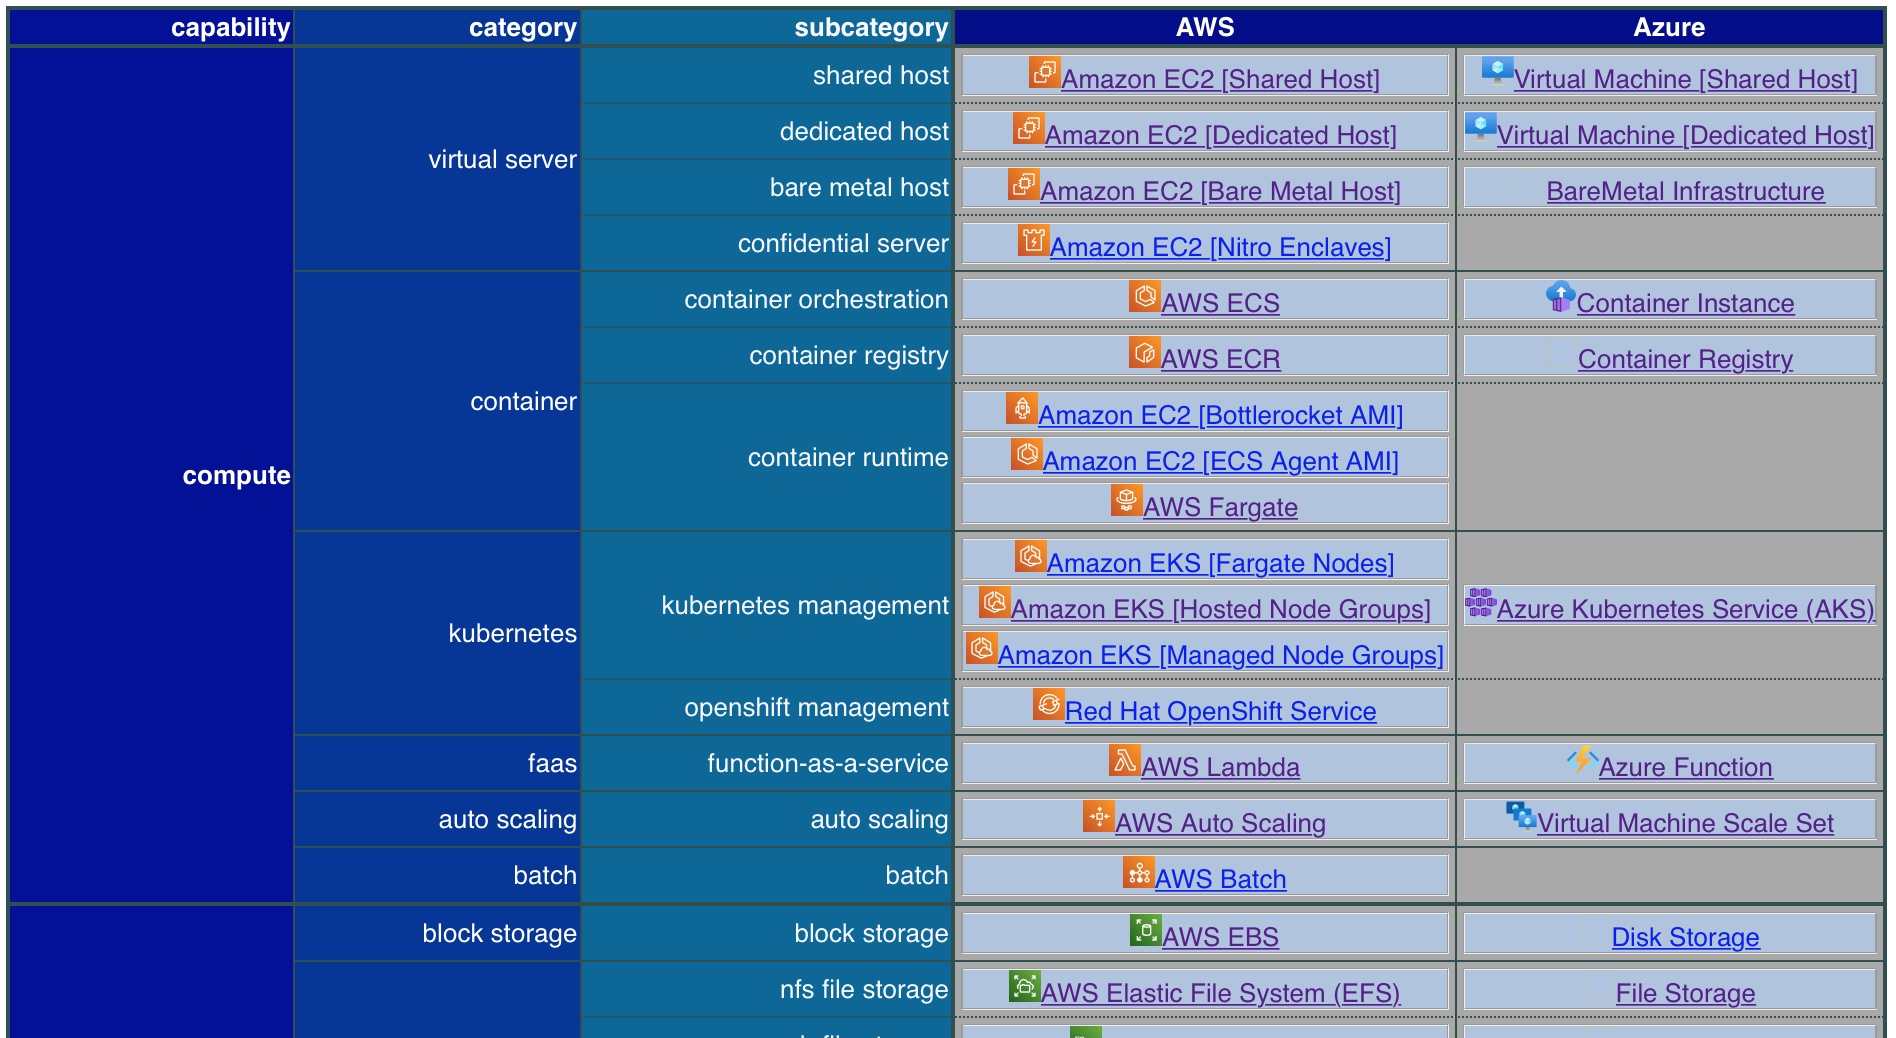 capability category subcategory AWS Azure
compute
virtual server
shared host Amazon EC2 [Shared Host] Virtual Machine [Shared Host]
dedicated host Amazon EC2 [Dedicated Host] Virtual Machine [Dedicated Host]
bare metal host Amazon EC2 [Bare Metal Host] BareMetal Infrastructure
confidential server Amazon EC2 [Nitro Enclaves]
container
container orchestration AWS ECS Container Instance
container registry AWS ECR Container Registry
container runtime
Amazon EC2 [Bottlerocket AMI]
Amazon EC2 [ECS Agent AMI]
AWS Fargate
kubernetes
kubernetes management
Amazon EKS [Fargate Nodes]
Amazon EKS [Hosted Node Groups] Azure Kubernetes Service (AKS)
Amazon EKS [Managed Node Groups]
openshift management Red Hat OpenShift Service
faas function-as-a-service AWS Lambda Azure Function
auto scaling auto scaling AWS Auto Scaling Virtual Machine Scale Set
batch batch AWS Batch
block storage block storage AWS EBS Disk Storage
nfs file storage AWS Elastic File System (EFS) File Storage